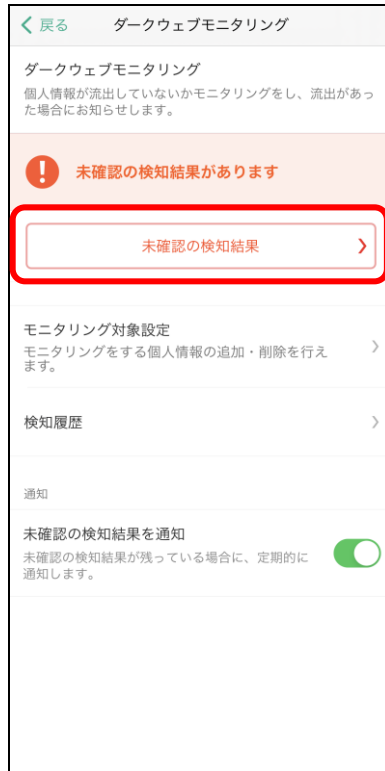 戻る ダークウェブモニタリング
ダークウェブモニタリング
個人情報が流出していないかモニタリングをし、流出があっ
た場合にお知らせします。
未確認の検知結果があります
未確認の検知結果
モニタリング対象設定
モニタリングをする個人情報の追加・削除を行え
ます。
検知履歴
通知
未確認の検知結果を通知
未確認の検知結果が残っている場合に、定期的に
通知します。